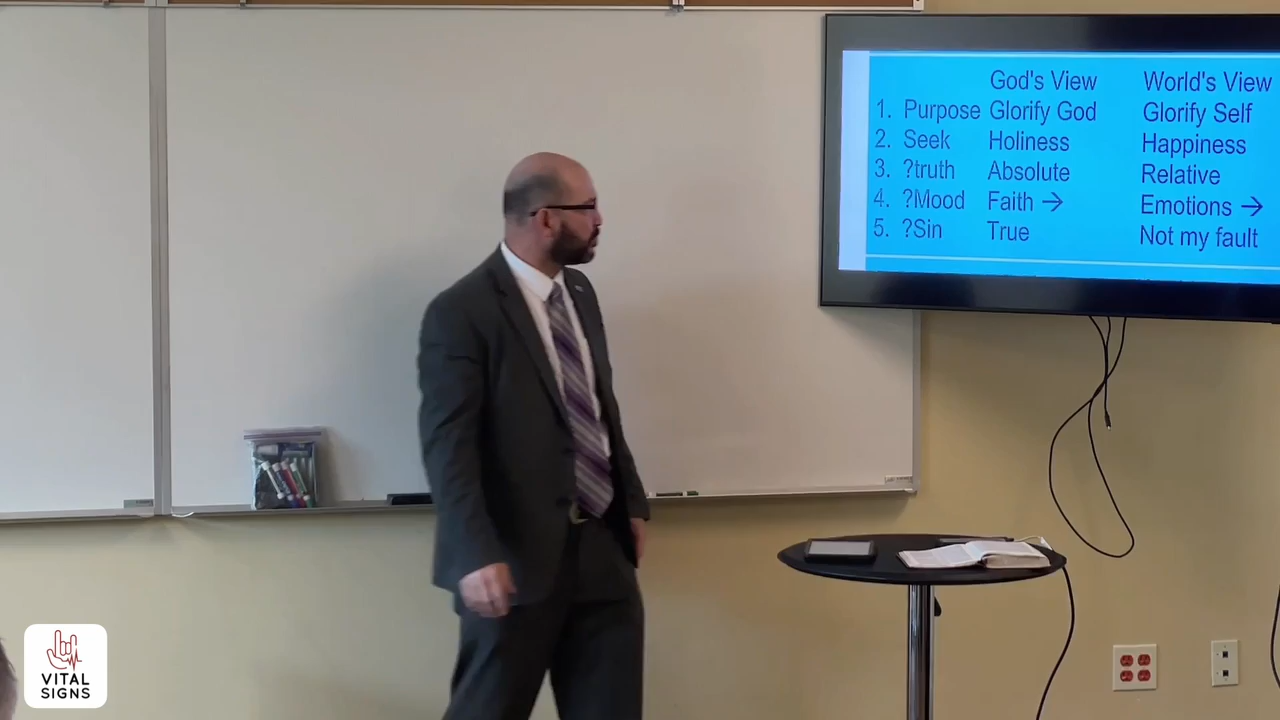 God's View World's View
1. Purpose Glorify God Glorify Self
2. Seek Holiness Happiness
3. ?truth Absolute Relative
4. ?Mood Faith → Emotions →
5. ?Sin True Not my fault
VITAL
SIGNS